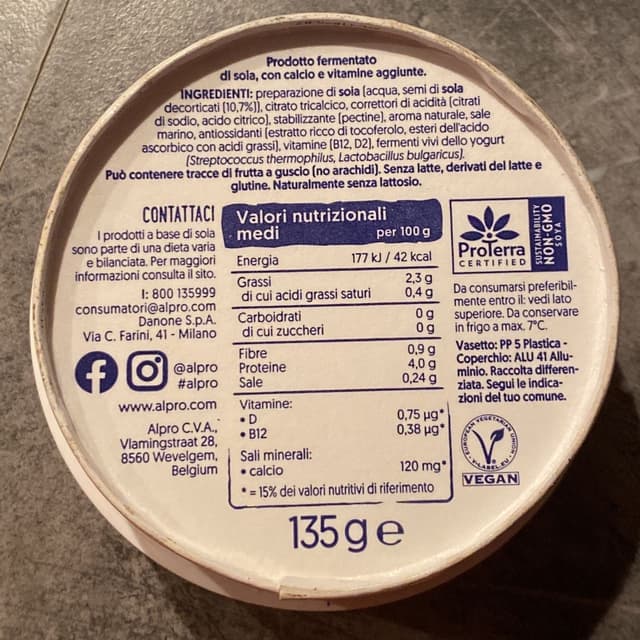 Prodotto fermentato
di soia, con calcio e vitamine aggiunte.
INGREDIENTI: preparazione di soia [acqua, semi di soia
decorticati (10,7%)], citrato tricalcico, correttori di acidità (citrati
di sodio, acido citrico), stabilizzante (pectine), aroma naturale, sale
marino, antiossidanti (estratto ricco di tocoferolo, esteri dell'acido
ascorbico con acidi grassi), vitamine (B12, D2), fermenti vivi dello yogurt
(Streptococcus thermophilus, Lactobacillus bulgaricus).
Può contenere tracce di frutta a guscio (no arachidi). Senza latte, derivati del latte e
glutine. Naturalmente senza lattosio.
CONTATTACI
I prodotti a base di soia
sono parte di una dieta varia
e bilanciata. Per maggiori
informazioni consulta il sito.
I: 800 135999
consumatori@alpro.com
Danone S.p.A.
Via C. Farini, 41 - Milano
@alpro
#alpro
www.alpro.com
Alpro C.V.A.,
Vlamingstraat 28,
8560 Wevelgem,
Belgium
Valori nutrizionali
medi per 100 g
Energia 177 kJ / 42 kcal
Grassi 2,3 g
di cui acidi grassi saturi 0,4 g
Carboidrati 0 g
di cui zuccheri 0 g
Fibre 0,9 g
Proteine 4,0 g
Sale 0,24 g
Vitamine:
• D 0,75 µg*
• B12 0,38 µg*
Sali minerali:
• calcio 120 mg*
* = 15% dei valori nutritivi di riferimento
135 g e
ProTerra
CERTIFIED
SUSTAINABILITY
NON-GMO
SOYA
Da consumarsi preferibil-
mente entro il: vedi lato
superiore. Da conservare
in frigo a max. 7°C.
Vasetto: PP 5 Plastica -
Coperchio: ALU 41 Allu-
minio. Raccolta differen-
ziata. Segui le indica-
zioni del tuo comune.
EUROPEAN VEGETARIAN UNION
V-LABEL.EU
VEGAN